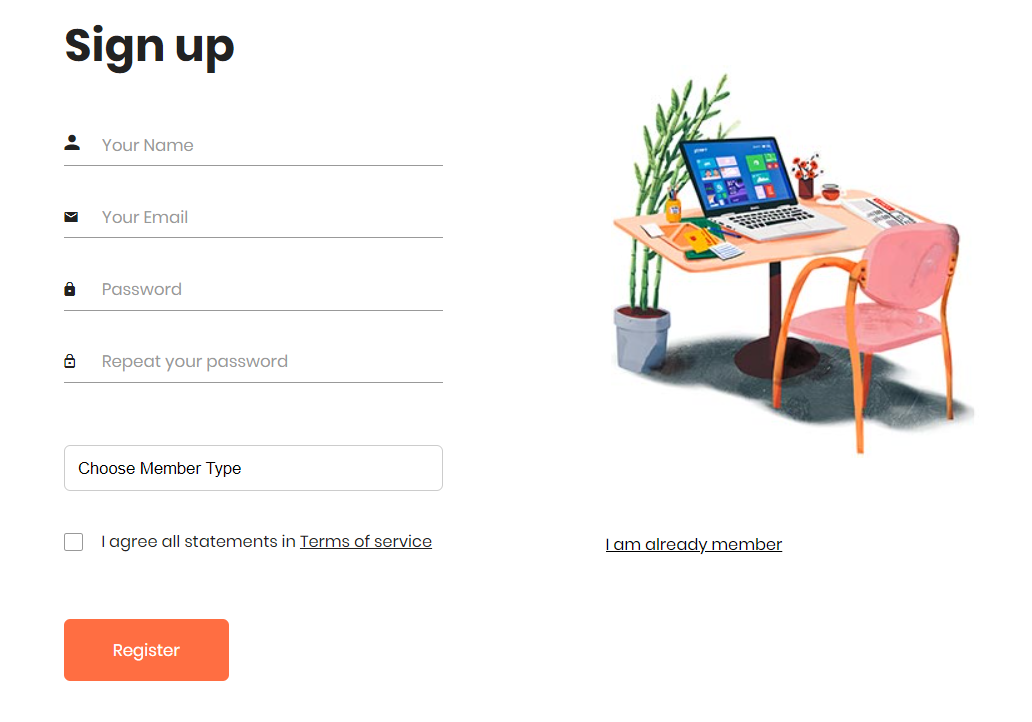 Sign up
Your Name
Your Email
Password
Repeat your password
Choose Member Type
I agree all statements in Terms of service
I am already member
Register